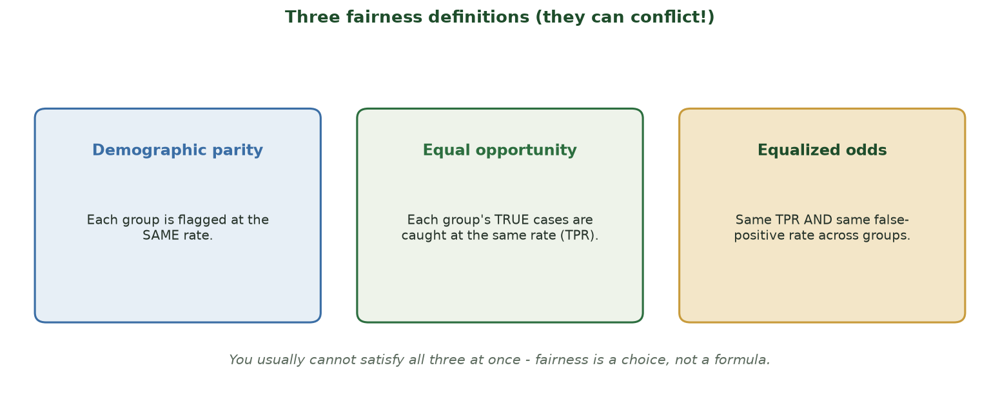 Three fairness definitions (they can conflict!)
Demographic parity
Each group is flagged at the
SAME rate.
Equal opportunity
Each group's TRUE cases are
caught at the same rate (TPR).
Equalized odds
Same TPR AND same false-
positive rate across groups.
You usually cannot satisfy all three at once - fairness is a choice, not a formula.